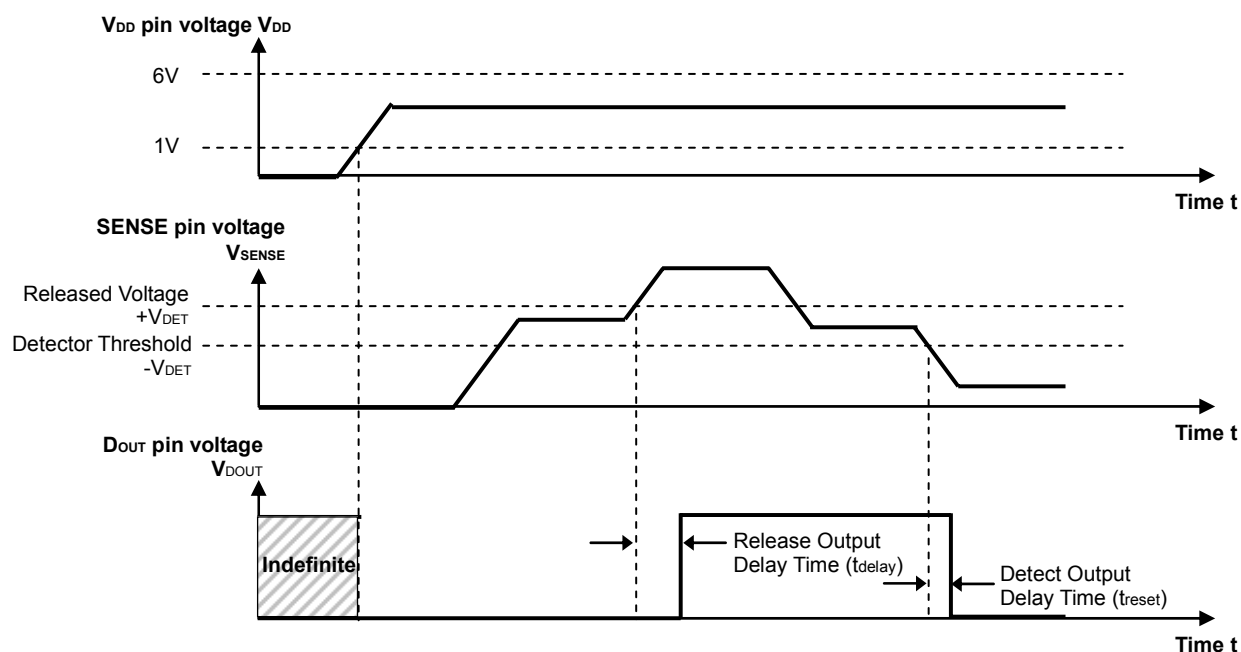 VDD pin voltage VDD
6V
1V
Time t
SENSE pin voltage
VSENSE
Released Voltage
+VDET
Detector Threshold
-VDET
Time t
DOUT pin voltage
VDOUT
Indefinite
Release Output
Delay Time (tdelay)
Detect Output
Delay Time (treset)
Time t